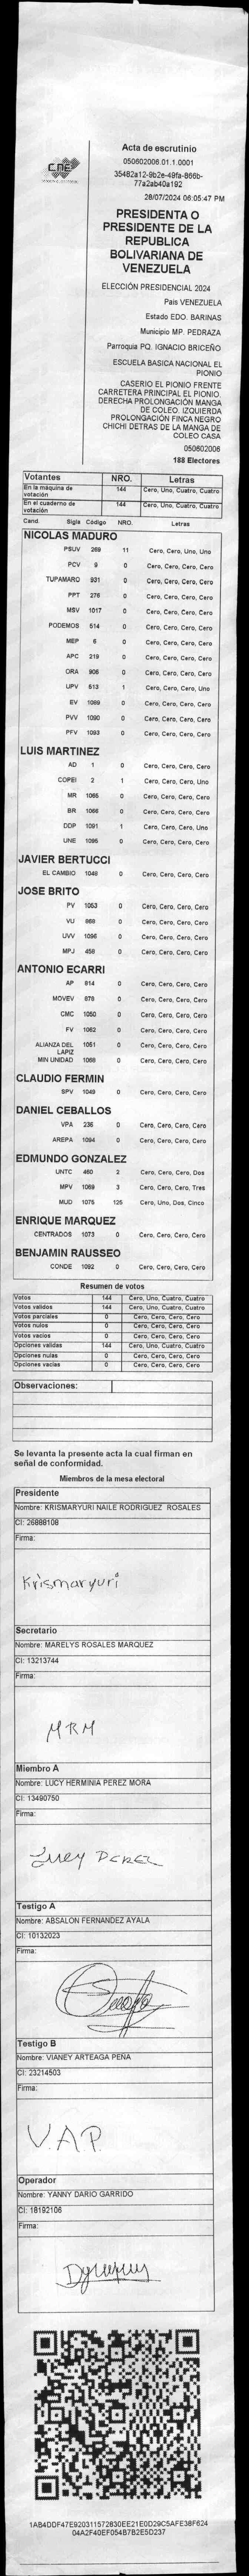 Acta de escrutinio
050602006.01.1.0001
35482a12-9b2e-49fa-866b-
77a2ab40a192
28/07/2024 06:05:47 PM
CNE
PRESIDENTA O
PRESIDENTE DE LA
REPUBLICA
BOLIVARIANA DE
VENEZUELA
ELECCIÓN PRESIDENCIAL 2024
Pais VENEZUELA
Estado EDO. BARINAS
Municipio MP. PEDRAZA
Parroquia PQ. IGNACIO BRICEÑO
ESCUELA BASICA NACIONAL EL
PIONIO
CASERIO EL PIONIO FRENTE
CARRETERA PRINCIPAL EL PIONIO.
DERECHA PROLONGACIÓN MANGA
DE COLEO. IZQUIERDA
PROLONGACIÓN FINCA NEGRO
CHICHI DETRAS DE LA MANGA DE
COLEO CASA
050602006
188 Electores
Votantes NRO. Letras
En la máquina de votación 144 Cero, Uno, Cuatro, Cuatro
En el cuaderno de votación 144 Cero, Uno, Cuatro, Cuatro
Cand. Sigla Código NRO. Letras
NICOLAS MADURO
PSUV 269 11 Cero, Cero, Uno, Uno
PCV 9 0 Cero, Cero, Cero, Cero
TUPAMARO 931 0 Cero, Cero, Cero, Cero
PPT 276 0 Cero, Cero, Cero, Cero
MSV 1017 0 Cero, Cero, Cero, Cero
PODEMOS 514 0 Cero, Cero, Cero, Cero
MEP 6 0 Cero, Cero, Cero, Cero
APC 219 0 Cero, Cero, Cero, Cero
ORA 906 0 Cero, Cero, Cero, Cero
UPV 513 1 Cero, Cero, Cero, Uno
EV 1089 0 Cero, Cero, Cero, Cero
PVV 1090 0 Cero, Cero, Cero, Cero
PFV 1093 0 Cero, Cero, Cero, Cero
LUIS MARTINEZ
AD 1 0 Cero, Cero, Cero, Cero
COPEI 2 1 Cero, Cero, Cero, Uno
MR 1065 0 Cero, Cero, Cero, Cero
BR 1066 0 Cero, Cero, Cero, Cero
DDP 1091 1 Cero, Cero, Cero, Uno
UNE 1095 0 Cero, Cero, Cero, Cero
JAVIER BERTUCCI
EL CAMBIO 1048 0 Cero, Cero, Cero, Cero
JOSE BRITO
PV 1053 0 Cero, Cero, Cero, Cero
VU 868 0 Cero, Cero, Cero, Cero
UVV 1096 0 Cero, Cero, Cero, Cero
MPJ 458 0 Cero, Cero, Cero, Cero
ANTONIO ECARRI
AP 814 0 Cero, Cero, Cero, Cero
MOVEV 878 0 Cero, Cero, Cero, Cero
CMC 1050 0 Cero, Cero, Cero, Cero
FV 1062 0 Cero, Cero, Cero, Cero
ALIANZA DEL LAPIZ 1051 0 Cero, Cero, Cero, Cero
MIN UNIDAD 1068 0 Cero, Cero, Cero, Cero
CLAUDIO FERMIN
SPV 1049 0 Cero, Cero, Cero, Cero
DANIEL CEBALLOS
VPA 236 0 Cero, Cero, Cero, Cero
AREPA 1094 0 Cero, Cero, Cero, Cero
EDMUNDO GONZALEZ
UNTC 460 2 Cero, Cero, Cero, Dos
MPV 1069 3 Cero, Cero, Cero, Tres
MUD 1075 125 Cero, Uno, Dos, Cinco
ENRIQUE MARQUEZ
CENTRADOS 1073 0 Cero, Cero, Cero, Cero
BENJAMIN RAUSSEO
CONDE 1092 0 Cero, Cero, Cero, Cero
Resumen de votos
Votos 144 Cero, Uno, Cuatro, Cuatro
Votos validos 144 Cero, Uno, Cuatro, Cuatro
Votos parciales 0 Cero, Cero, Cero, Cero
Votos nulos 0 Cero, Cero, Cero, Cero
Votos vacios 0 Cero, Cero, Cero, Cero
Opciones validas 144 Cero, Uno, Cuatro, Cuatro
Opciones nulas 0 Cero, Cero, Cero, Cero
Opciones vacias 0 Cero, Cero, Cero, Cero
Observaciones:
Se levanta la presente acta la cual firman en
señal de conformidad.
Miembros de la mesa electoral
Presidente
Nombre: KRISMARYURI NAILE RODRIGUEZ ROSALES
CI: 26888108
Firma:
Krismaryuri
Secretario
Nombre: MARELYS ROSALES MARQUEZ
CI: 13213744
Firma:
MRM
Miembro A
Nombre: LUCY HERMINIA PEREZ MORA
CI: 13490750
Firma:
Lucy PEREZ
Testigo A
Nombre: ABSALON FERNANDEZ AYALA
CI: 10132023
Firma:
Testigo B
Nombre: VIANEY ARTEAGA PEÑA
CI: 23214503
Firma:
V.A.P.
Operador
Nombre: YANNY DARIO GARRIDO
CI: 18192106
Firma:
1AB4DDF47E920311572830EE21E0D29C5AFE38F624
04A2F40EF054B7B2E5D237